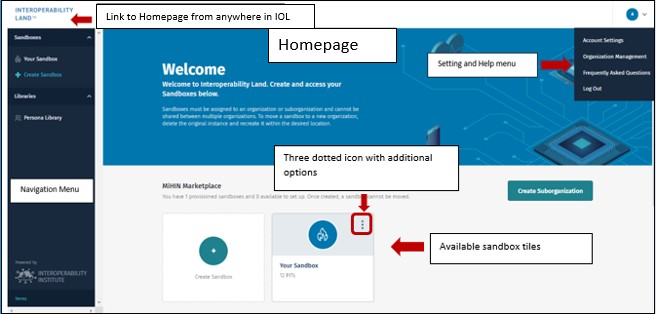 INTEROPERABILITY
LAND™
Link to Homepage from anywhere in IOL
Homepage
Sandboxes
Your Sandbox
Create Sandbox
Libraries
Persona Library
Navigation Menu
Powered by
INTEROPERABILITY
INSTITUTE
Terms
Welcome
Welcome to Interoperability Land. Create and access your
Sandboxes below.
Sandboxes must be assigned to an organization or suborganization and cannot be
shared between multiple organizations. To move a sandbox to a new organization,
delete the original instance and recreate it within the desired location.
Setting and Help menu
Account Settings
Organization Management
Frequently Asked Questions
Log Out
Three dotted icon with additional
options
MiHIN Marketplace
You have 1 provisioned sandboxes and 8 available to set up. Once created, a sandbox cannot be moved.
Create Suborganization
Create Sandbox
Your Sandbox
12 PITs
Available sandbox tiles